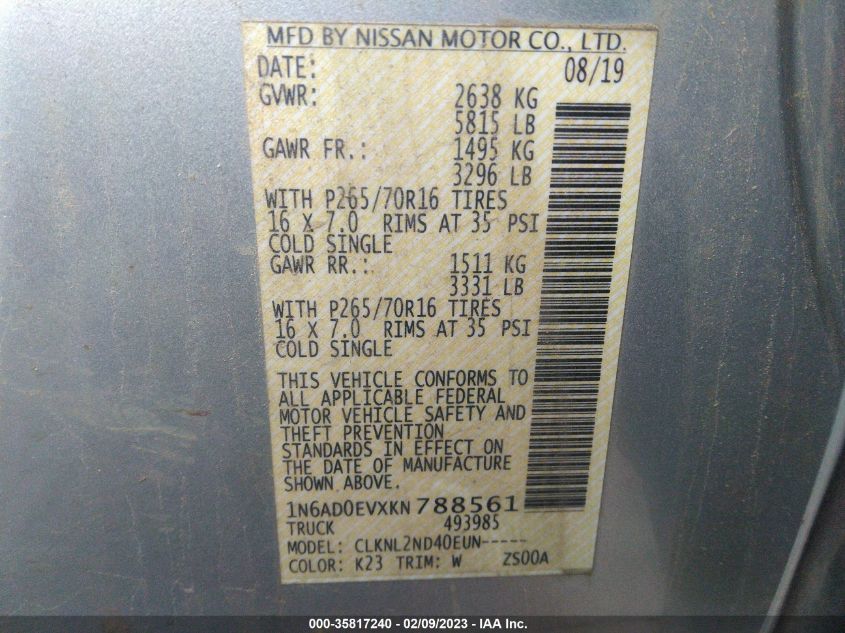 MFD BY NISSAN MOTOR CO., LTD.
DATE: 08/19
GVWR: 2638 KG
5815 LB
GAWR FR.: 1495 KG
3296 LB
WITH P265/70R16 TIRES
16 X 7.0 RIMS AT 35 PSI
COLD SINGLE
GAWR RR.: 1511 KG
3331 LB
WITH P265/70R16 TIRES
16 X 7.0 RIMS AT 35 PSI
COLD SINGLE
THIS VEHICLE CONFORMS TO
ALL APPLICABLE FEDERAL
MOTOR VEHICLE SAFETY AND
THEFT PREVENTION
STANDARDS IN EFFECT ON
THE DATE OF MANUFACTURE
SHOWN ABOVE.
1N6AD0EVXKN788561
TRUCK 493985
MODEL: CLKNL2ND40EUN-----
COLOR: K23 TRIM: W ZS00A
000-35817240 - 02/09/2023 - IAA Inc.